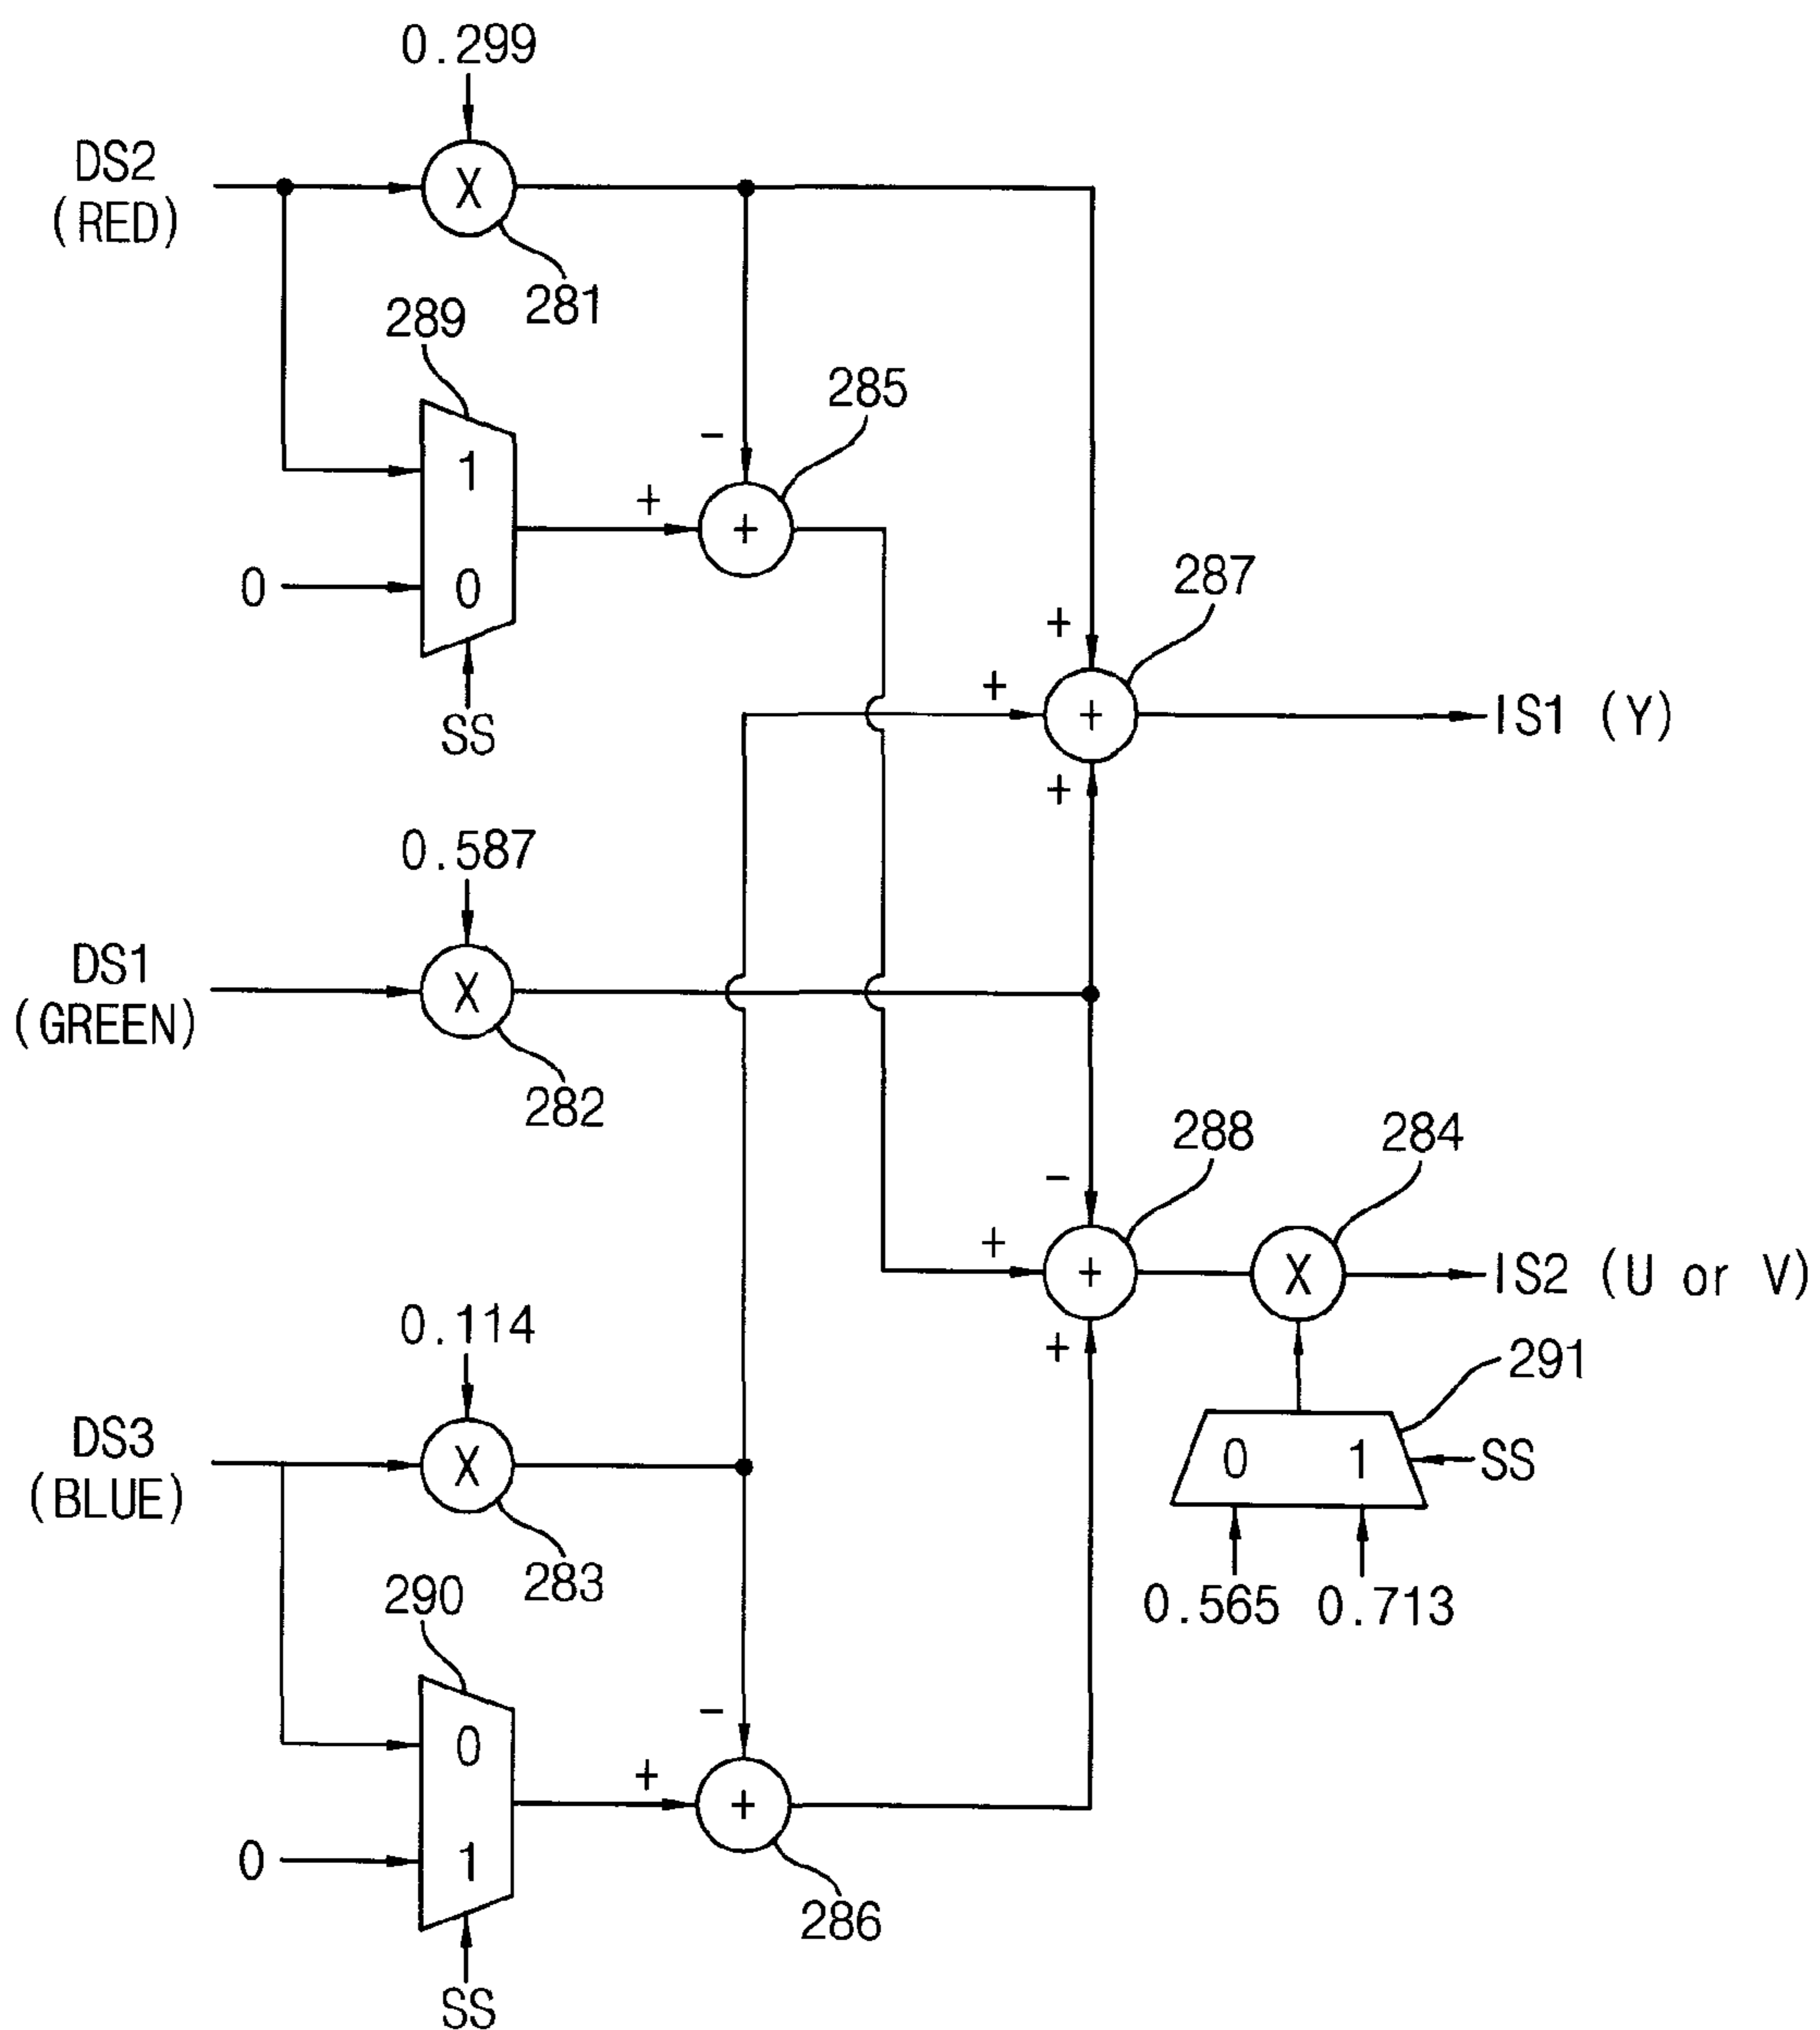 0.299
DS2
(RED)
X
281
289
1
0
0
SS
285
-
+
+
287
+
+
+
+
IS1 (Y)
0.587
DS1
(GREEN)
X
282
288
284
-
+
+
+
X
IS2 (U or V)
0.114
DS3
(BLUE)
X
283
291
0
1
SS
0.565
0.713
290
0
1
0
SS
-
+
+
286